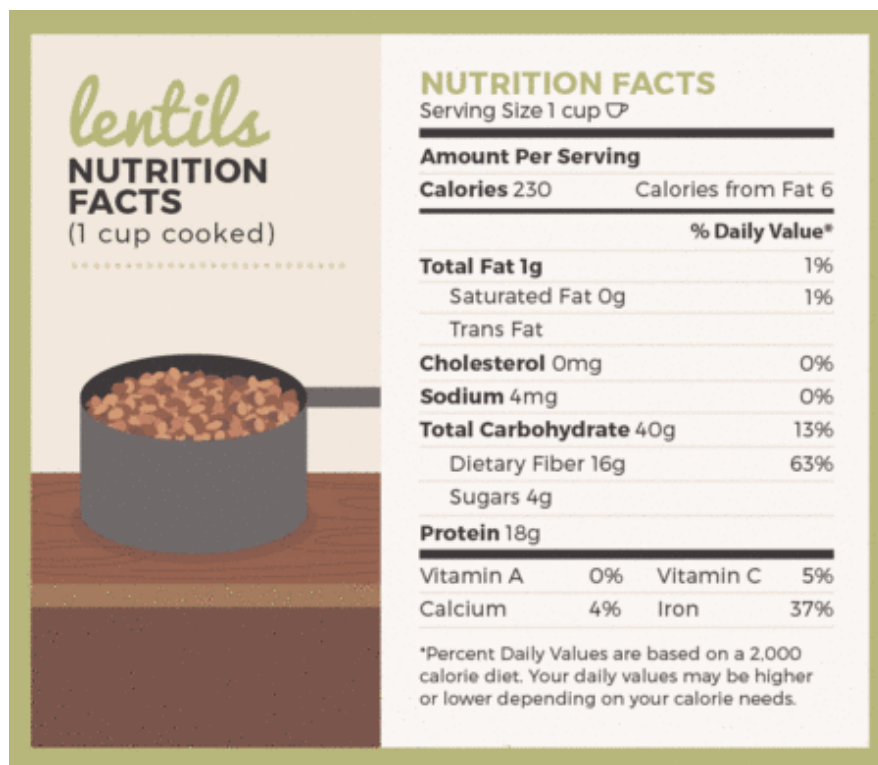 lentils
NUTRITION
FACTS
(1 cup cooked)
NUTRITION FACTS
Serving Size 1 cup
Amount Per Serving
Calories 230 Calories from Fat 6
% Daily Value*
Total Fat 1g 1%
Saturated Fat 0g 1%
Trans Fat
Cholesterol 0mg 0%
Sodium 4mg 0%
Total Carbohydrate 40g 13%
Dietary Fiber 16g 63%
Sugars 4g
Protein 18g
Vitamin A 0% Vitamin C 5%
Calcium 4% Iron 37%
*Percent Daily Values are based on a 2,000
calorie diet. Your daily values may be higher
or lower depending on your calorie needs.